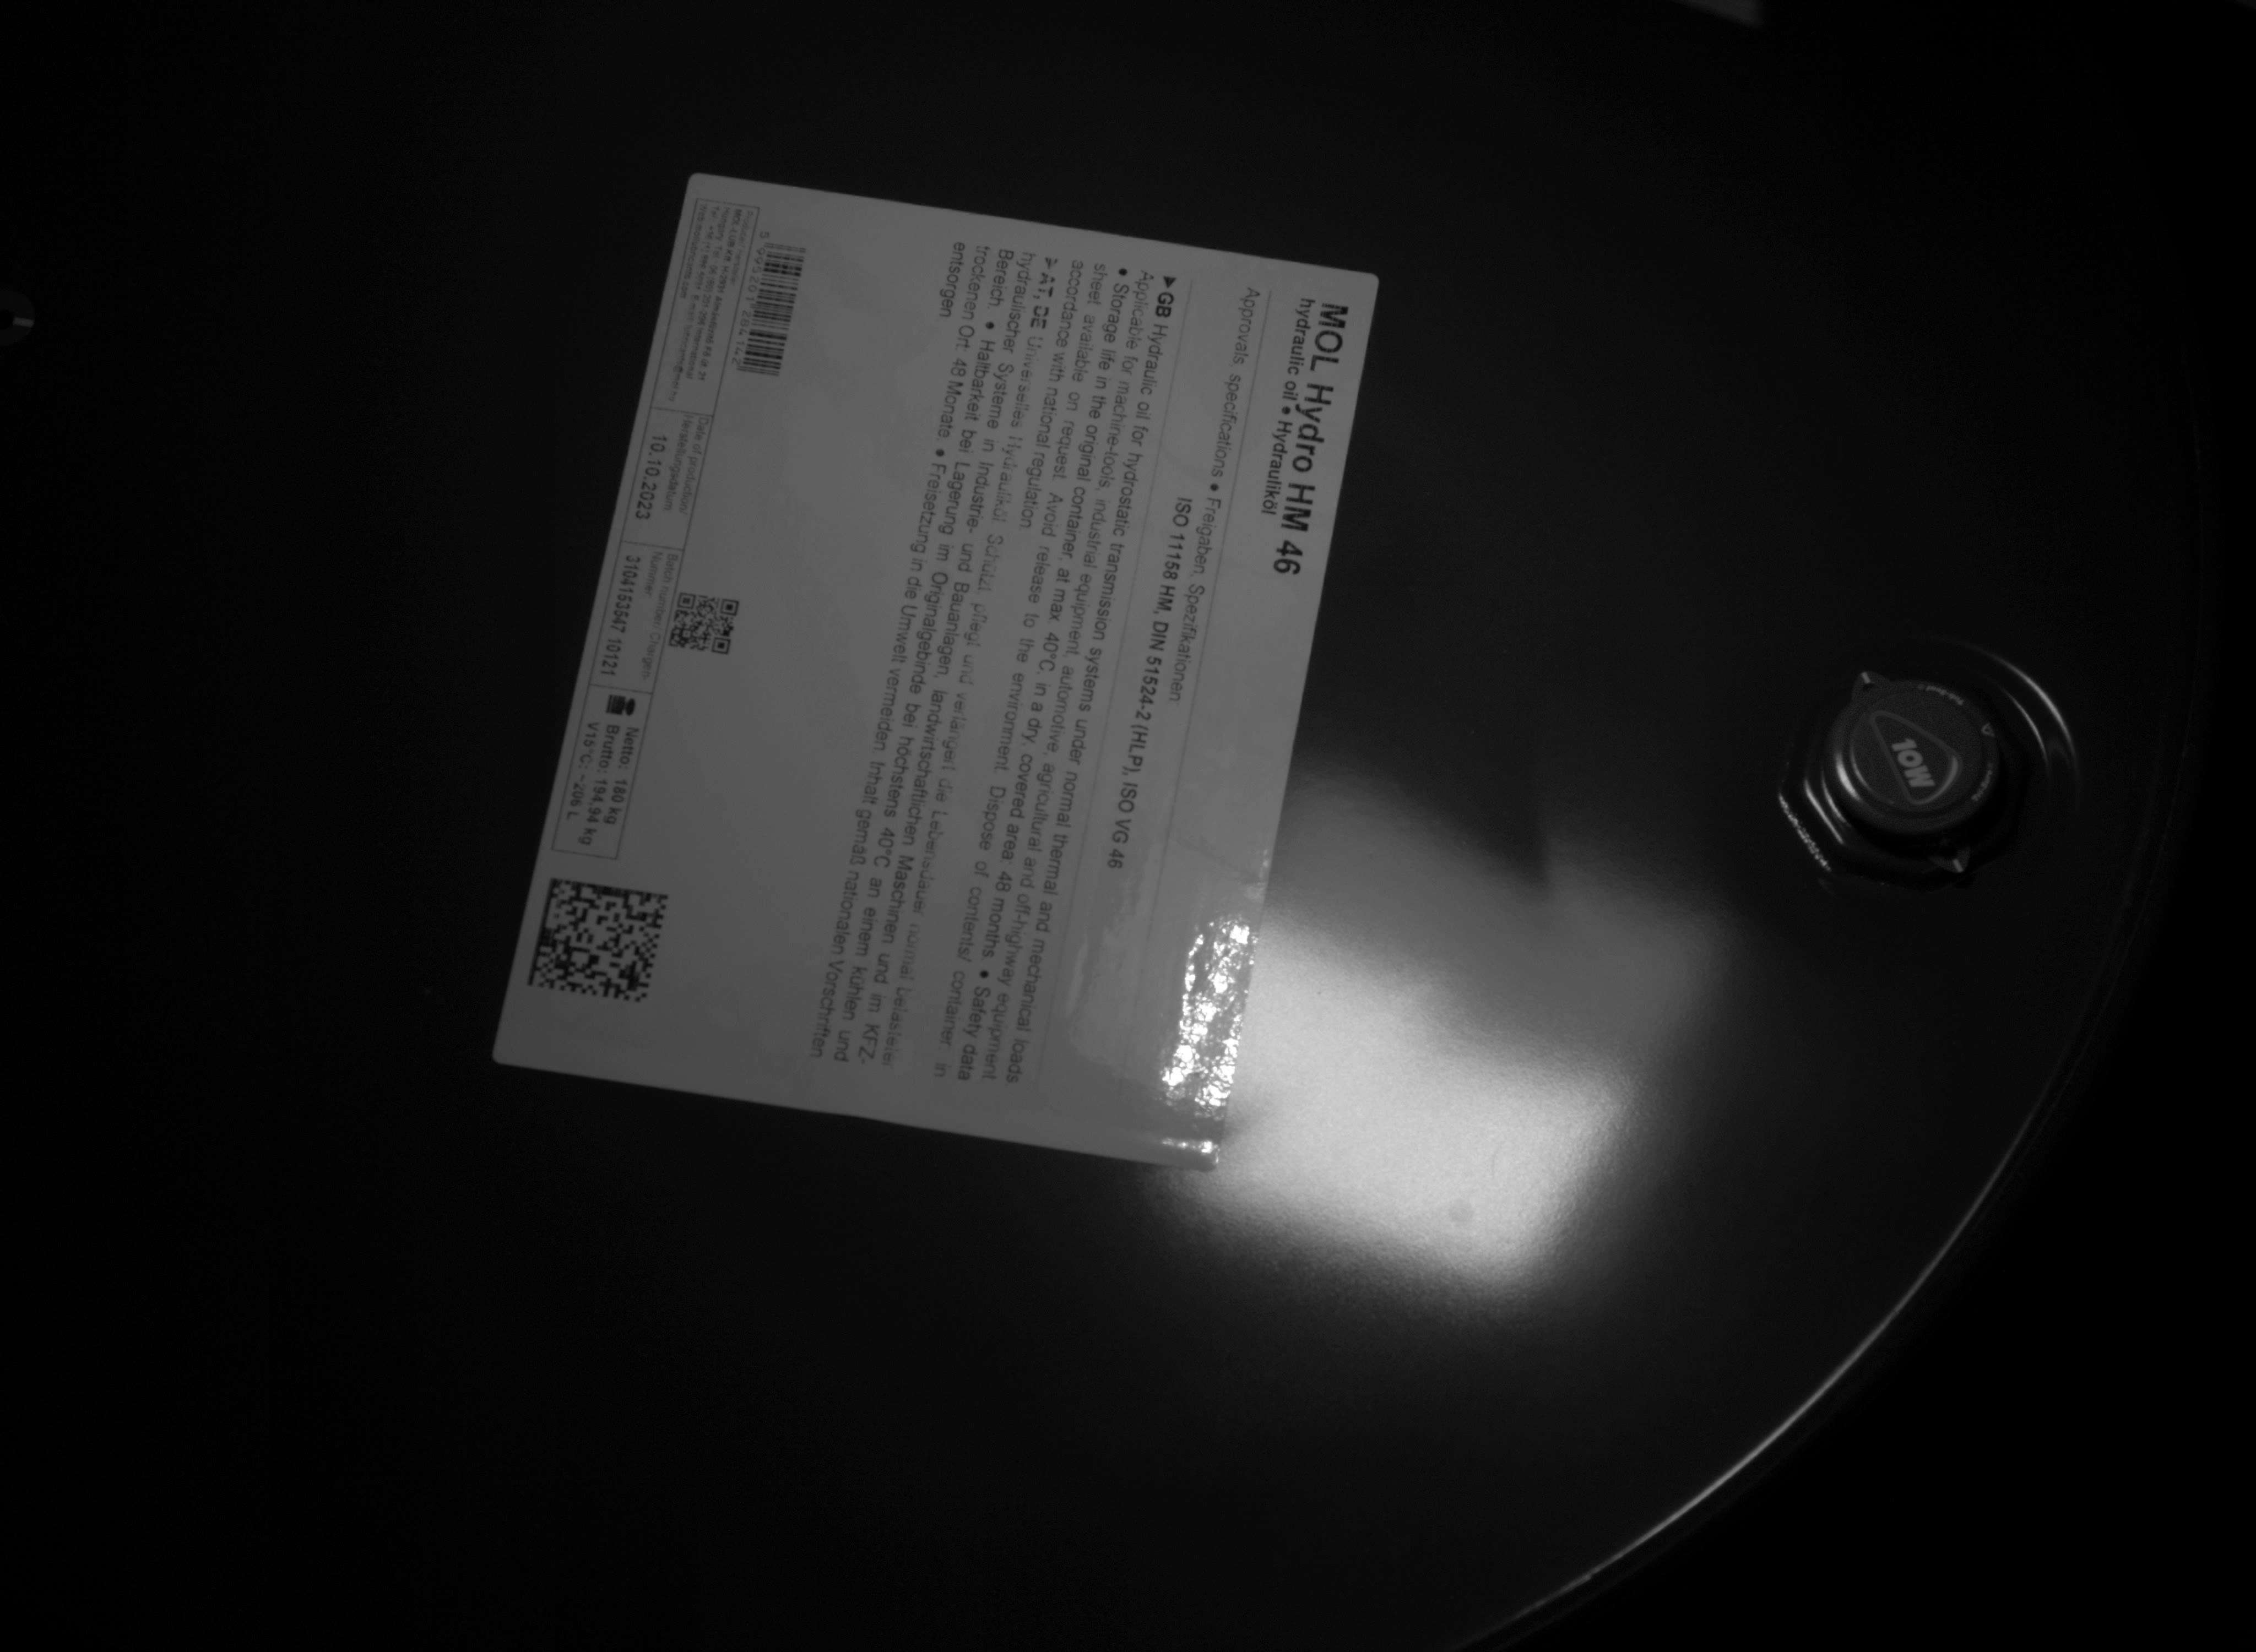 MOL Hydro HM 46
hydraulic oil • Hydrauliköl
Approvals, specifications • Freigaben, Spezifikationen
ISO 11158 HM, DIN 51524-2 (HLP), ISO VG 46
►GB Hydraulic oil for hydrostatic transmission systems under normal thermal and mechanical loads
Applicable for machine-tools, industrial equipment, automotive, agricultural and off-highway equipment
• Storage life in the original container, at max. 40°C, in a dry, covered area: 48 months. • Safety data
sheet available on request. Avoid release to the environment. Dispose of contents/ container in
accordance with national regulation.
►AT, DE Universelles Hydrauliköl. Schützt, pflegt und verlängert die Lebensdauer normal belasteter
hydraulischer Systeme in Industrie- und Bauanlagen, landwirtschaftlichen Maschinen und im KFZ-
Bereich. • Haltbarkeit bei Lagerung im Originalgebinde bei höchstens 40°C an einem kühlen und
trockenen Ort: 48 Monate • Freisetzung in die Umwelt vermeiden. Inhalt gemäß nationalen Vorschriften
entsorgen
Date of production/
Herstellungsdatum
10.10.2023
Batch number/Chargen-
Nummer
3104153547 10121
Netto: 180 kg
Brutto: 194,94 kg
V15°C: ~206 L
MOL